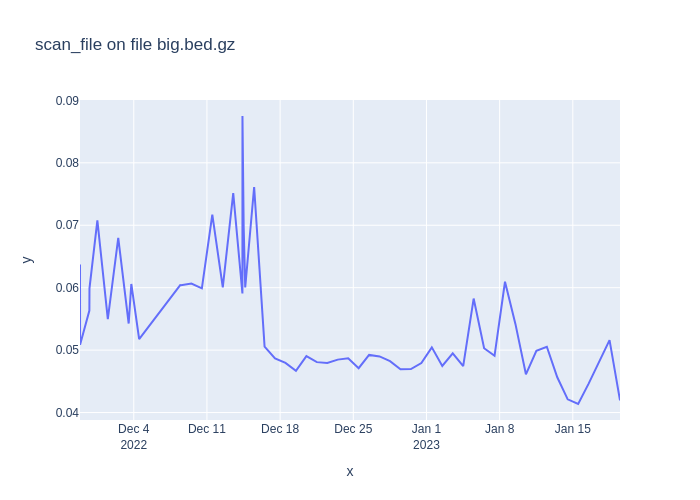 scan_file on file big.bed.gz
0.09
0.08
0.07
0.06
0.05
0.04
y
Dec 4
2022
Dec 11
Dec 18
Dec 25
Jan 1
2023
Jan 8
Jan 15
x